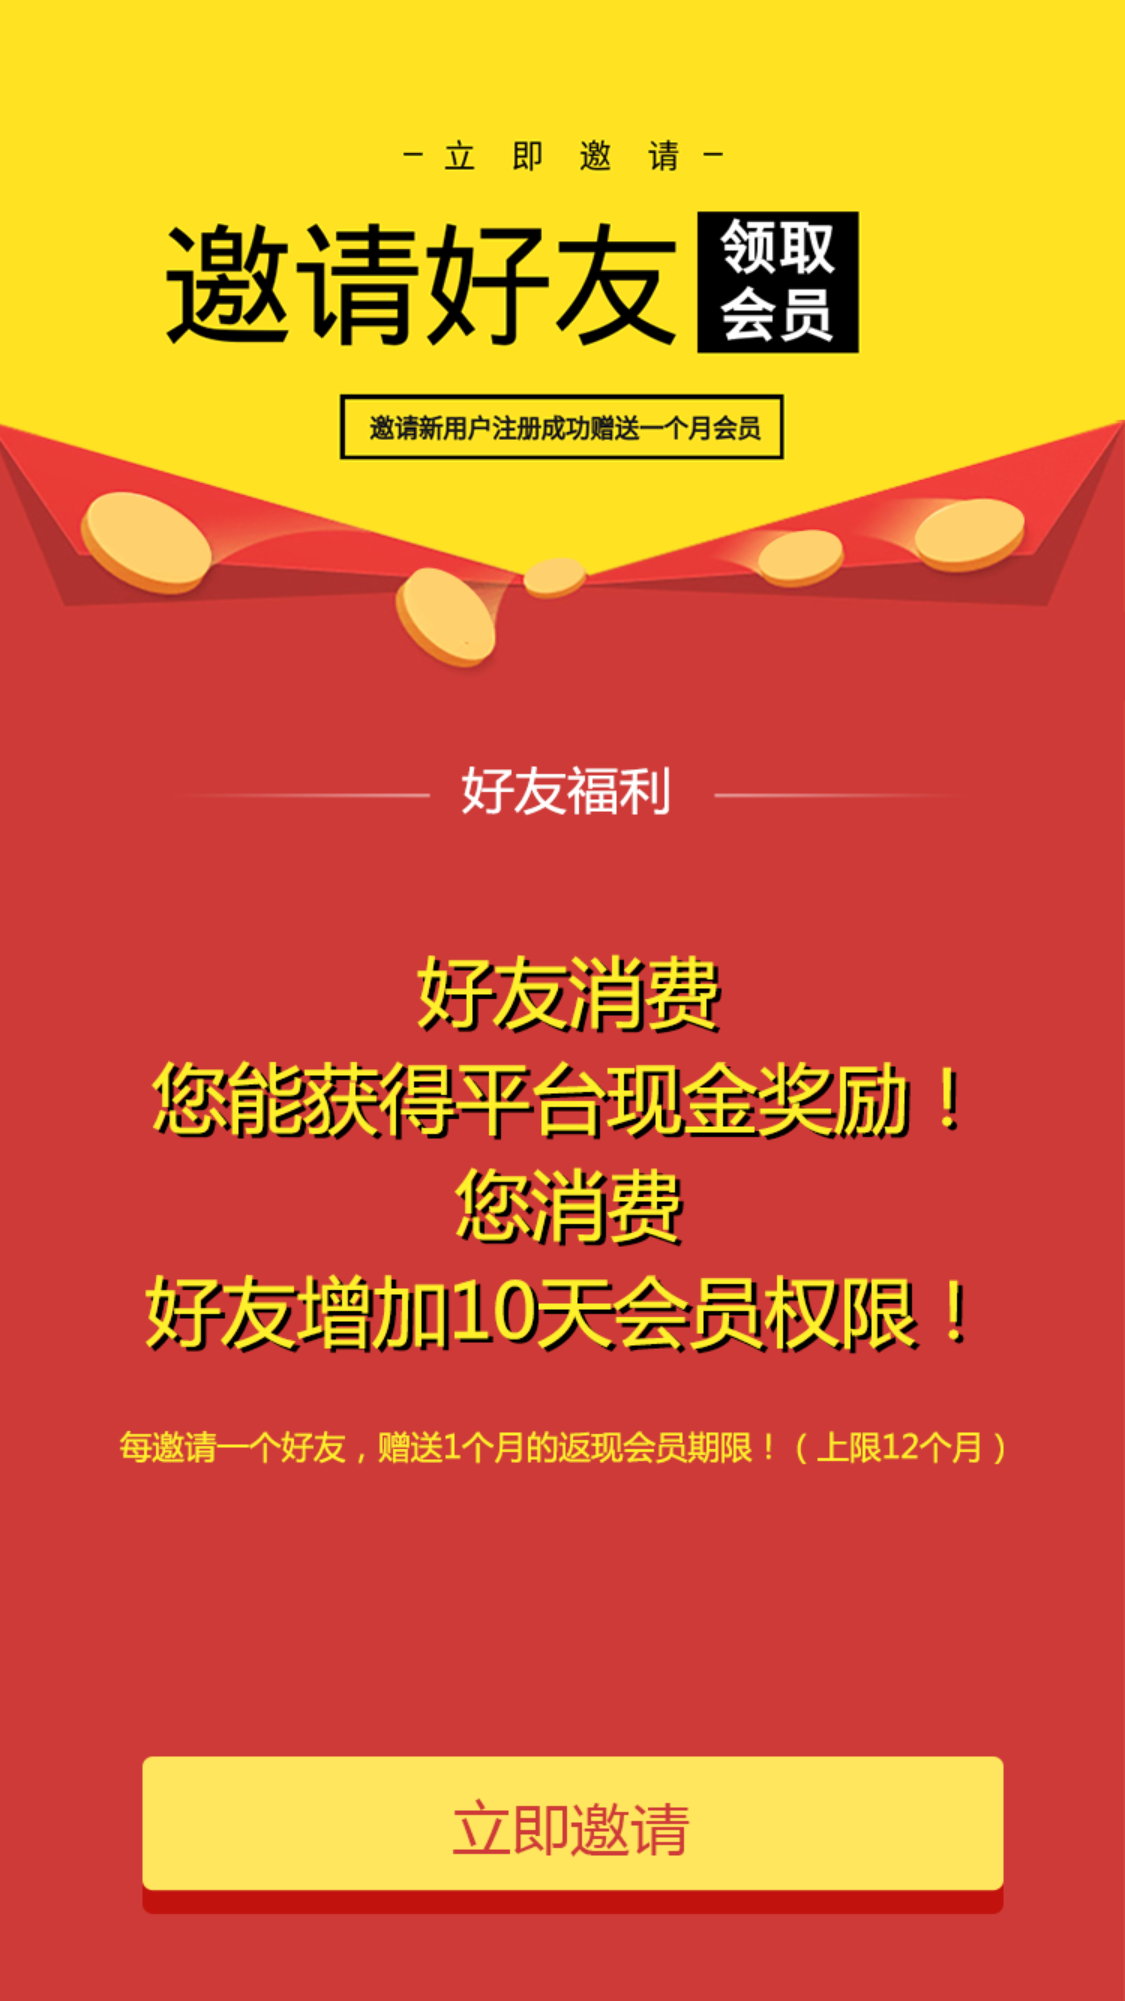 - 立即邀请 -
邀请好友
领取
会员
邀请新用户注册成功赠送一个月会员
好友福利
好友消费
您能获得平台现金奖励！
您消费
好友增加10天会员权限！
每邀请一个好友，赠送1个月的返现会员期限！（上限12个月）
立即邀请